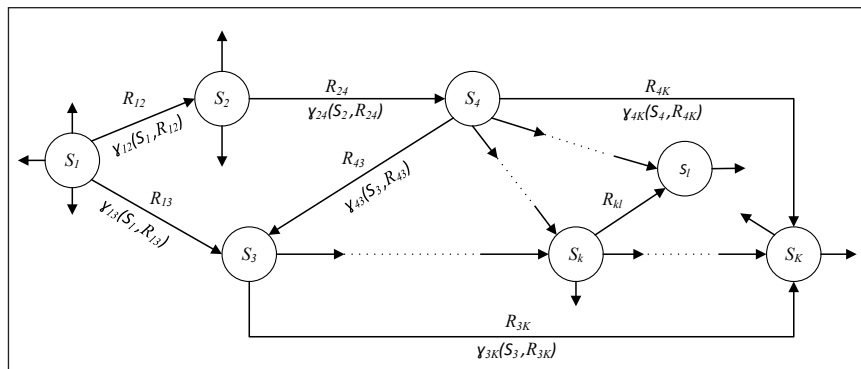 R12
γ12(S1,R12)
S1
R13
γ13(S1,R13)
S2
R24
γ24(S2,R24)
S4
R43
γ43(S3,R43)
R4K
γ4K(S4,R4K)
sl
Rkl
S3
Sk
SK
R3K
γ3K(S3,R3K)